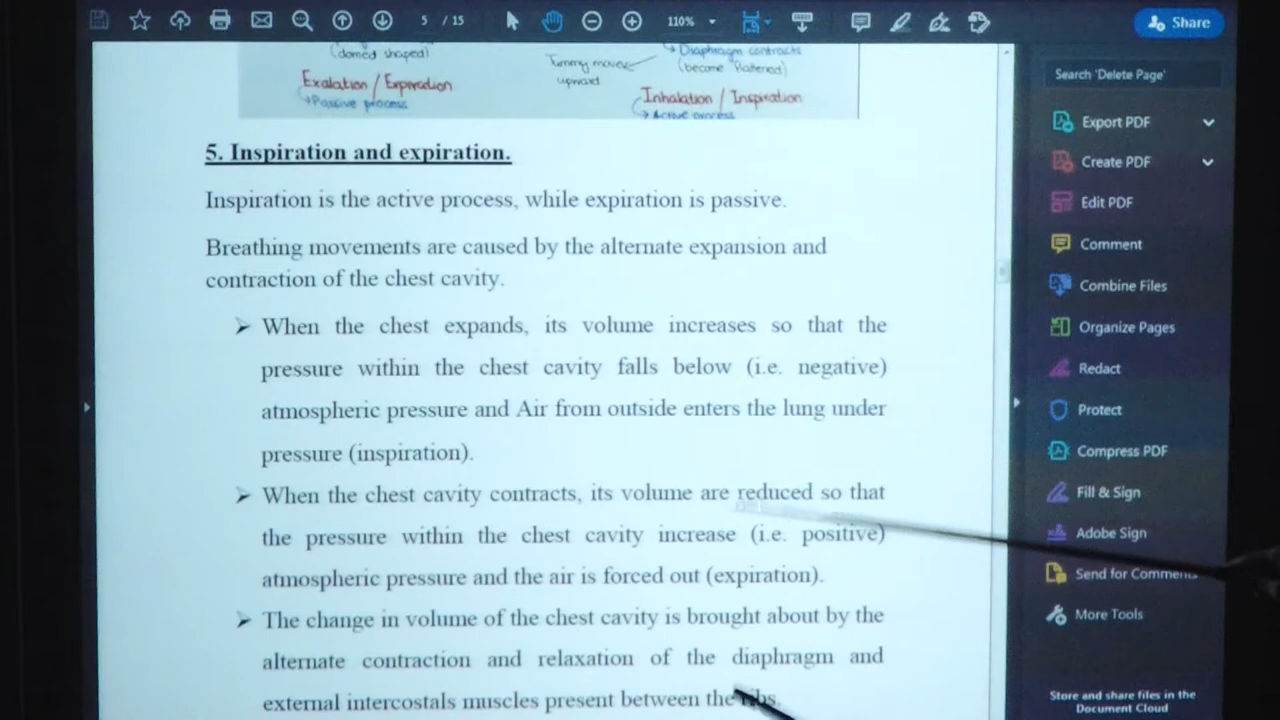 5 / 15
110%
Share
(domed shaped)
Diaphragm contracts
Tummy moves
(become flattened)
upward
Exalation / Expiration
Passive process
Inhalation / Inspiration
Active process
5. Inspiration and expiration.
Inspiration is the active process, while expiration is passive.
Breathing movements are caused by the alternate expansion and
contraction of the chest cavity.
➢ When the chest expands, its volume increases so that the
pressure within the chest cavity falls below (i.e. negative)
atmospheric pressure and Air from outside enters the lung under
pressure (inspiration).
➢ When the chest cavity contracts, its volume are reduced so that
the pressure within the chest cavity increase (i.e. positive)
atmospheric pressure and the air is forced out (expiration).
➢ The change in volume of the chest cavity is brought about by the
alternate contraction and relaxation of the diaphragm and
external intercostals muscles present between the ribs.
Search 'Delete Page'
Export PDF
Create PDF
Edit PDF
Comment
Combine Files
Organize Pages
Redact
Protect
Compress PDF
Fill & Sign
Adobe Sign
Send for Comments
More Tools
Store and share files in the
Document Cloud